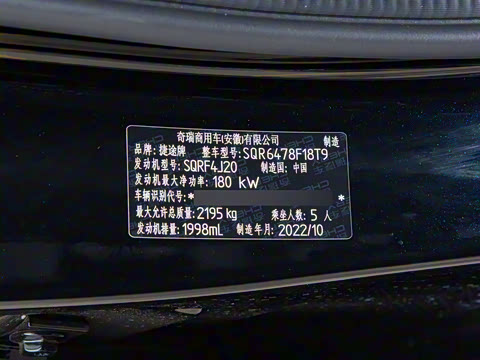 奇瑞商用车(安徽)有限公司 制造
品牌:捷途牌 整车型号:SQR6478F18T9
发动机型号:SQRF4J20 制造国:中国
发动机最大净功率:180 kW
车辆识别代号:* *
最大允许总质量:2195 kg 乘坐人数:5 人
发动机排量:1998mL 制造年月:2022/10